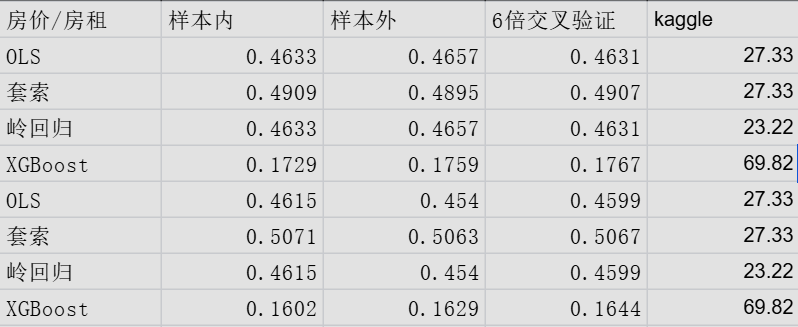 房价/房租 样本内 样本外 6倍交叉验证 kaggle
OLS 0.4633 0.4657 0.4631 27.33
套索 0.4909 0.4895 0.4907 27.33
岭回归 0.4633 0.4657 0.4631 23.22
XGBoost 0.1729 0.1759 0.1767 69.82
OLS 0.4615 0.454 0.4599 27.33
套索 0.5071 0.5063 0.5067 27.33
岭回归 0.4615 0.454 0.4599 23.22
XGBoost 0.1602 0.1629 0.1644 69.82